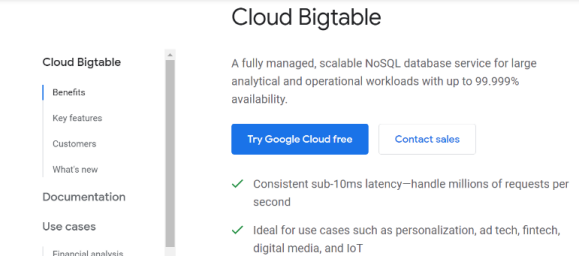 Cloud Bigtable
Cloud Bigtable
Benefits
Key features
Customers
What's new
Documentation
Use cases
Financial analysis
A fully managed, scalable NoSQL database service for large
analytical and operational workloads with up to 99.999%
availability.
Try Google Cloud free
Contact sales
Consistent sub-10ms latency—handle millions of requests per
second
Ideal for use cases such as personalization, ad tech, fintech,
digital media, and IoT